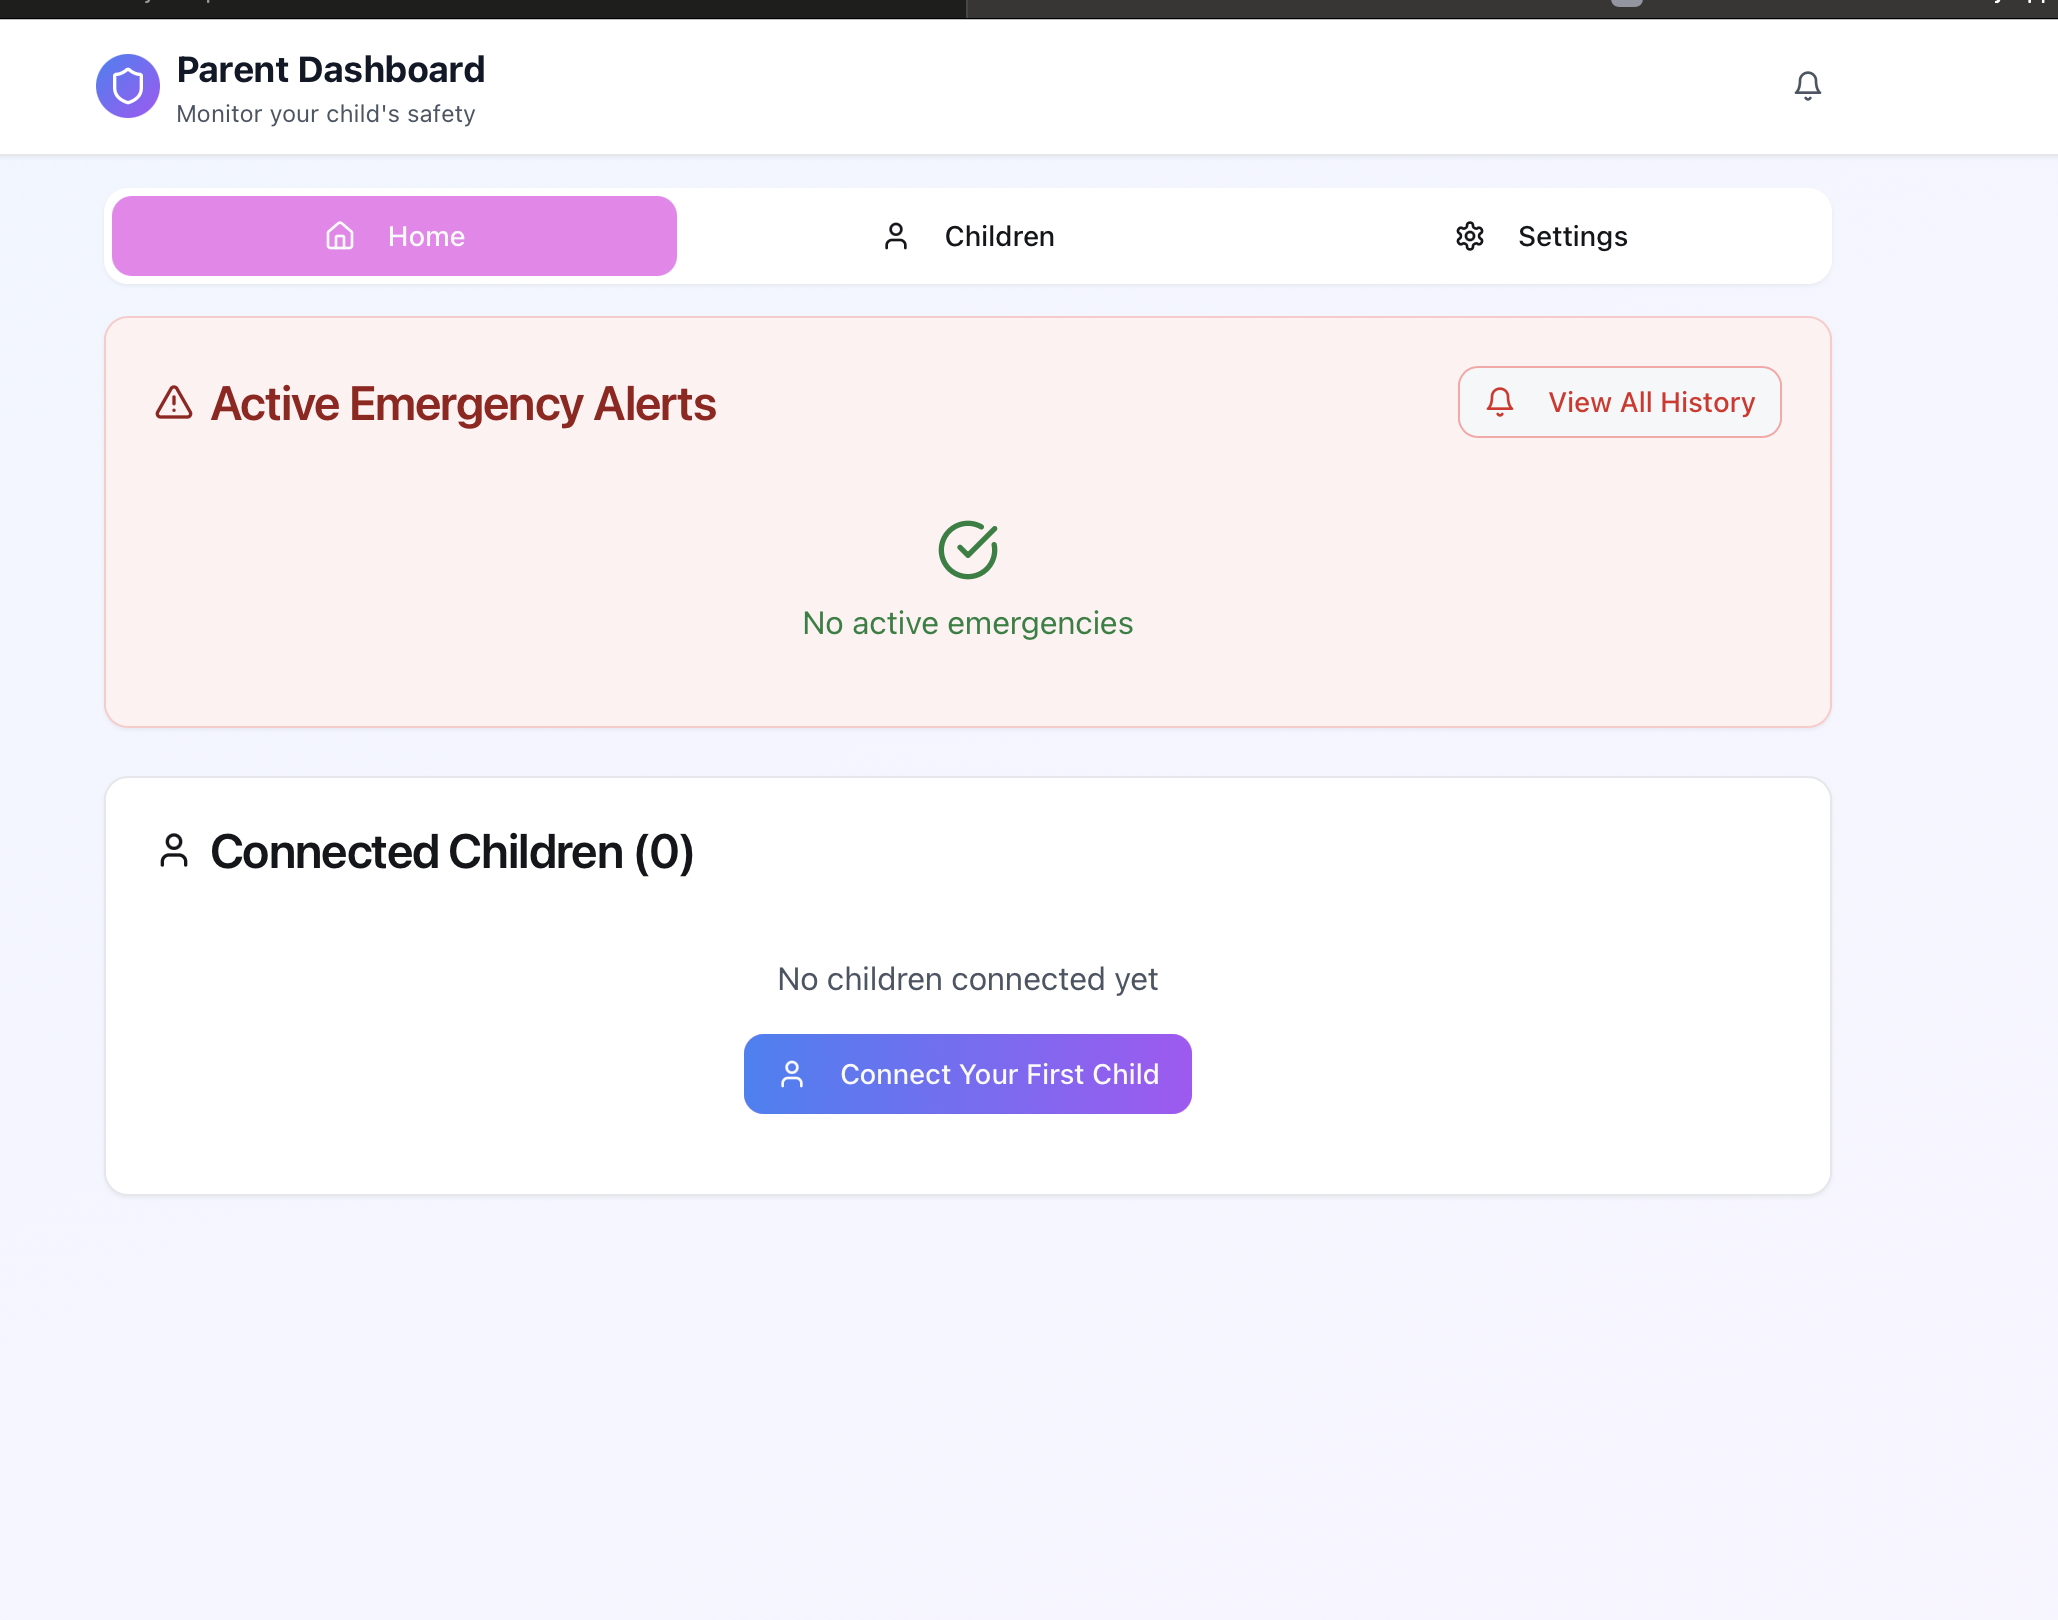 Parent Dashboard
Monitor your child's safety
Home
Children
Settings
Active Emergency Alerts
View All History
No active emergencies
Connected Children (0)
No children connected yet
Connect Your First Child